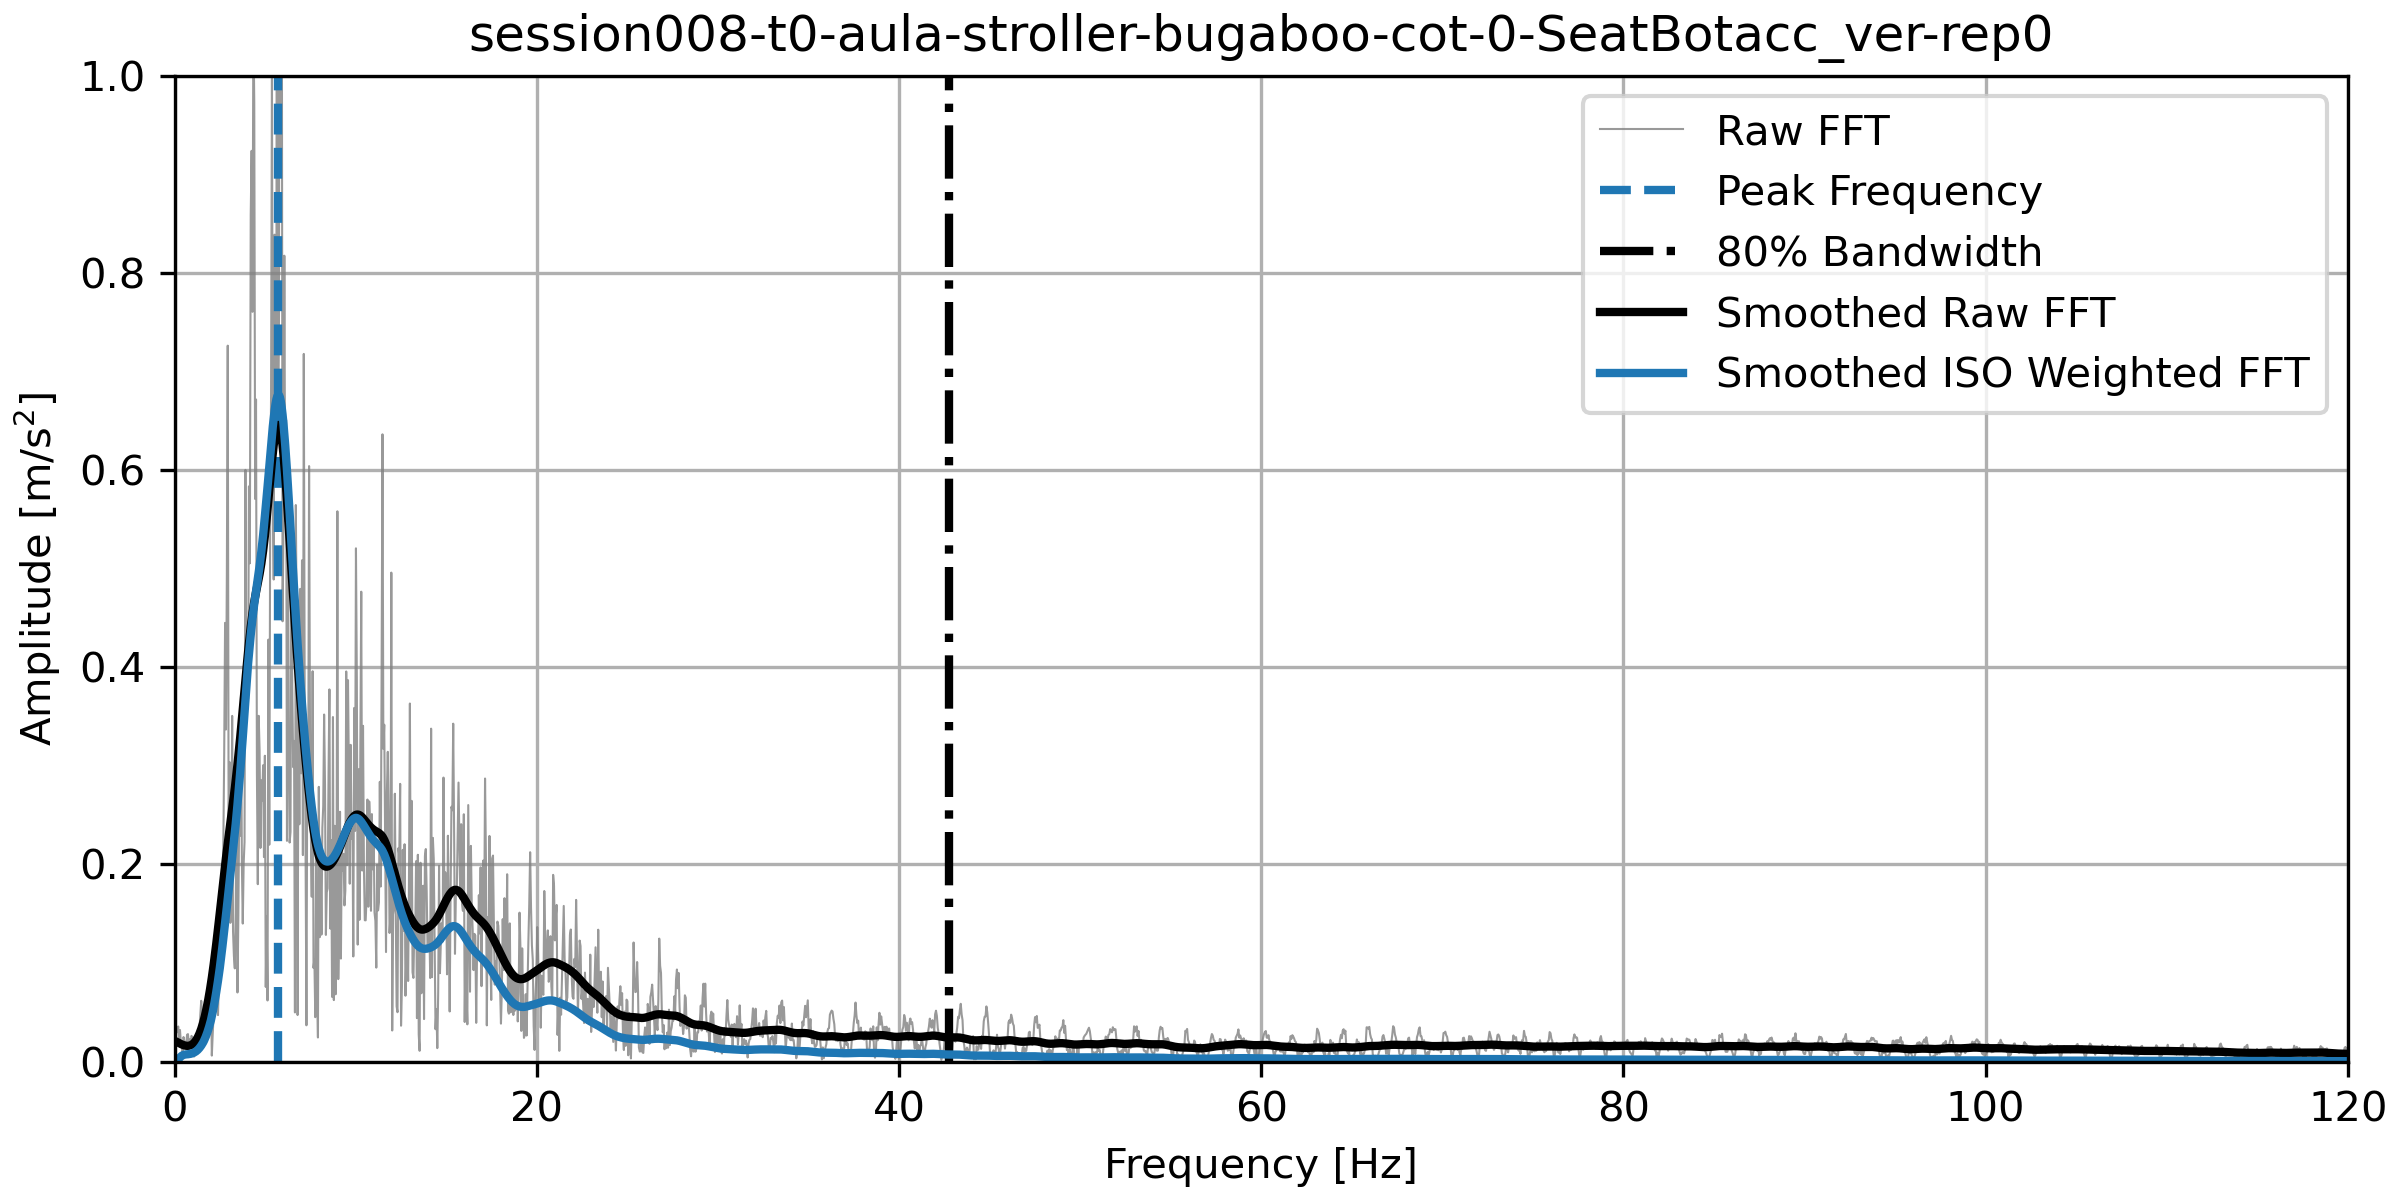 session008-t0-aula-stroller-bugaboo-cot-0-SeatBotacc_ver-rep0
1.0
0.8
0.6
0.4
0.2
0.0
Amplitude [m/s²]
Raw FFT
Peak Frequency
80% Bandwidth
Smoothed Raw FFT
Smoothed ISO Weighted FFT
0 20 40 60 80 100 120
Frequency [Hz]